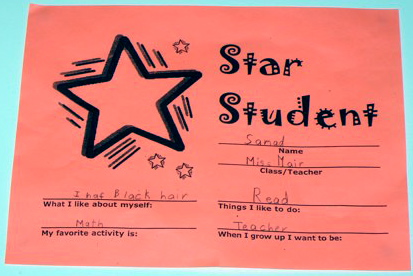 Star
Student
Samad
Name
Miss Mair
Class/Teacher
I haf Black hair
What I like about myself:
Read
Things I like to do:
Math
My favorite activity is:
Teacher
When I grow up I want to be: